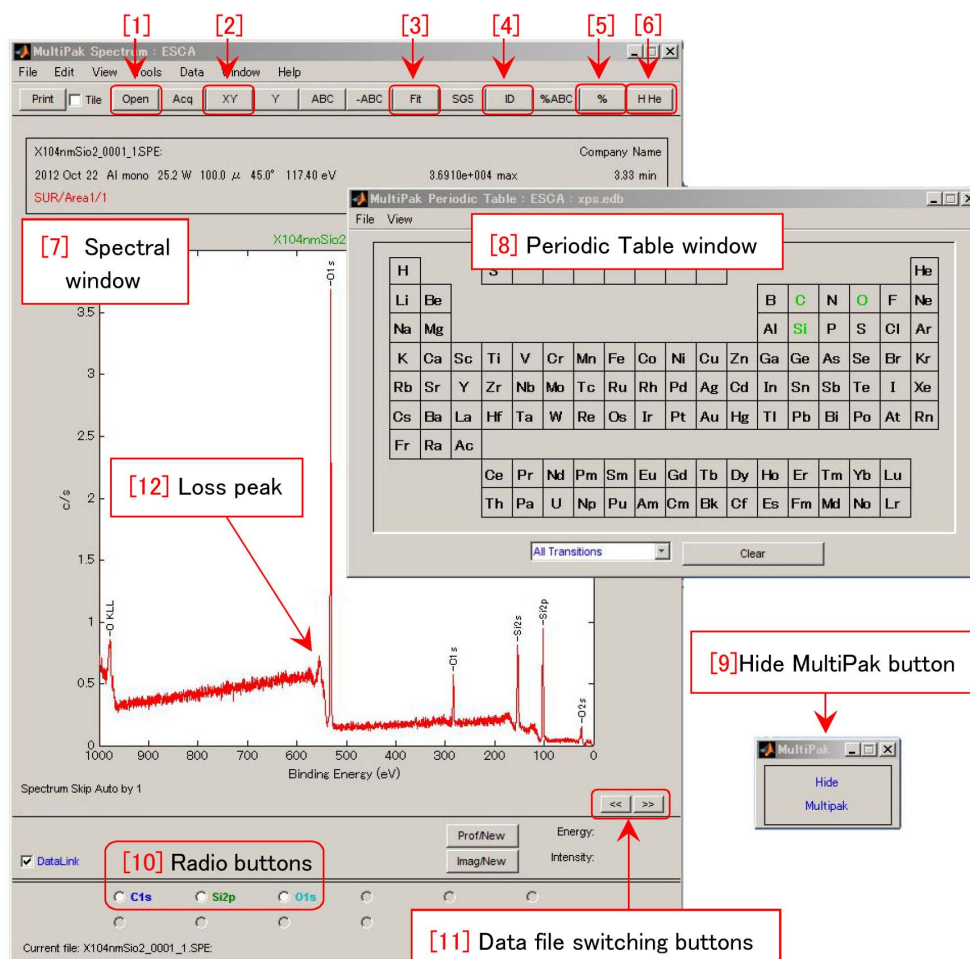 [1] [2] [3] [4] [5] [6]
MultiPak Spectrum : ESCA
File Edit View Tools Data Window Help
Print Tile Open Acq XY Y ABC -ABC Fit SG5 ID %ABC % H He
X104nmSio2_0001_1.SPE: Company Name
2012 Oct 22 Al mono 25.2 W 100.0 µ 45.0° 117.40 eV 3.6910e+004 max 3.33 min
SUR/Area1/1
MultiPak Periodic Table : ESCA : xps.edb
File View
[7] Spectral
window
X104nmSio2
[8] Periodic Table window
H S He
Li Be B C N O F Ne
Na Mg Al Si P S Cl Ar
K Ca Sc Ti V Cr Mn Fe Co Ni Cu Zn Ga Ge As Se Br Kr
Rb Sr Y Zr Nb Mo Tc Ru Rh Pd Ag Cd In Sn Sb Te I Xe
Cs Ba La Hf Ta W Re Os Ir Pt Au Hg Tl Pb Bi Po At Rn
Fr Ra Ac
Ce Pr Nd Pm Sm Eu Gd Tb Dy Ho Er Tm Yb Lu
Th Pa U Np Pu Am Cm Bk Cf Es Fm Md No Lr
All Transitions Clear
3.5
3
2.5
2
1.5
1
0.5
0
c/s
-O1s
[12] Loss peak
-O KLL
-O1s
-Si2s
-Si2p
-O2s
1000 900 800 700 600 500 400 300 200 100 0
Binding Energy (eV)
Spectrum Skip Auto by 1
<< >>
[9]Hide MultiPak button
MultiPak
Hide
Multipak
Prof/New Energy:
DataLink
[10] Radio buttons
Imag/New Intensity:
C1s Si2p O1s
[11] Data file switching buttons
Current file: X104nmSio2_0001_1.SPE: